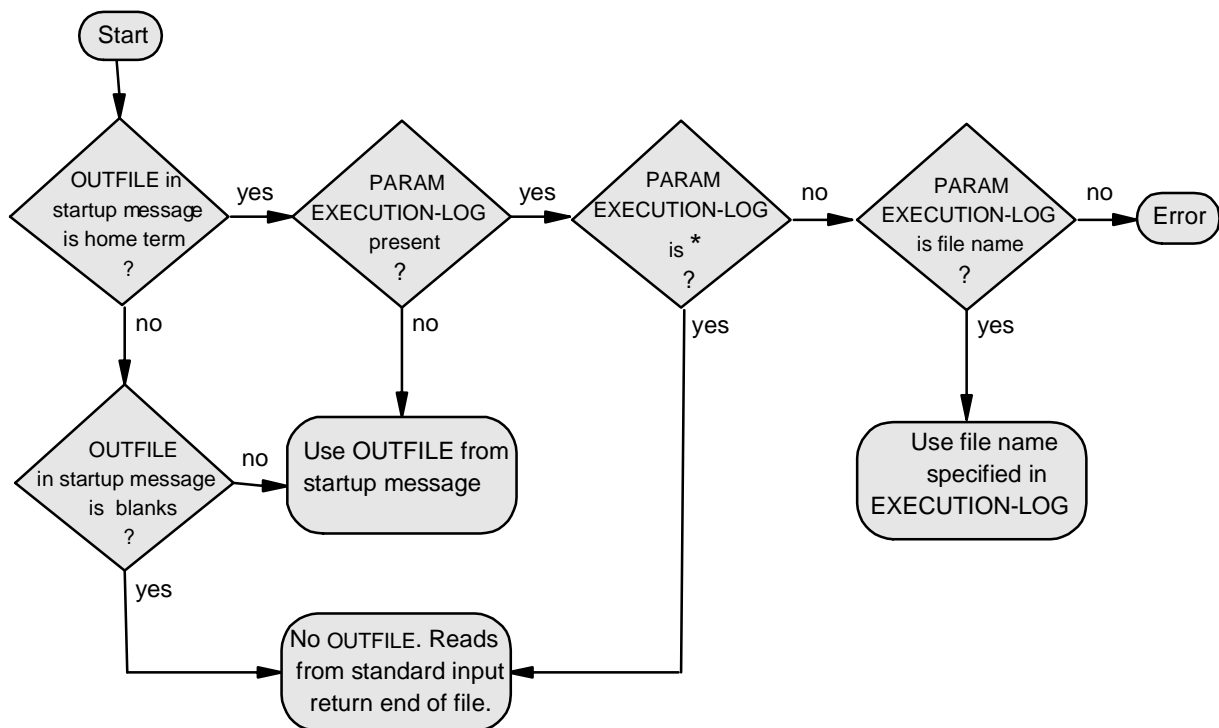 Start
OUTFILE in
startup message
is home term
?
yes
PARAM
EXECUTION-LOG
present
?
yes
PARAM
EXECUTION-LOG
is *
?
no
PARAM
EXECUTION-LOG
is file name
?
no
Error
no
no
yes
yes
OUTFILE
in startup message
is blanks
?
no
Use OUTFILE from
startup message
Use file name
specified in
EXECUTION-LOG
yes
No OUTFILE. Reads
from standard input
return end of file.